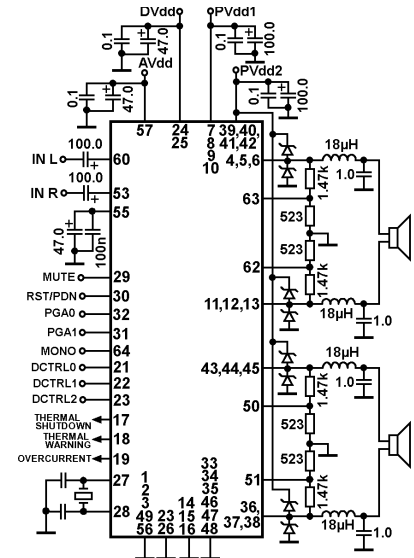 DVdd
PVdd1
0.1
47.0
0.1
100.0
AVdd
PVdd2
0.1
47.0
0.1
100.0
57
24
25
7
8
9
10
39,40,
41,42
4,5,6
18µH
1.0
1.47k
100.0
IN L
+
60
100.0
IN R
+
53
63
55
47.0
+
100n
523
523
62
1.47k
MUTE
29
RST/PDN
30
11,12,13
18µH
1.0
PGA0
32
PGA1
31
MONO
64
18µH
DCTRL0
21
43,44,45
1.47k
1.0
DCTRL1
22
DCTRL2
23
50
THERMAL
SHUTDOWN
17
523
THERMAL
WARNING
18
OVERCURRENT
19
523
33
34
35
46
47
48
51
1.47k
27
1
2
3
49
56
28
23
26
14
15
16
36,
37,38
18µH
1.0